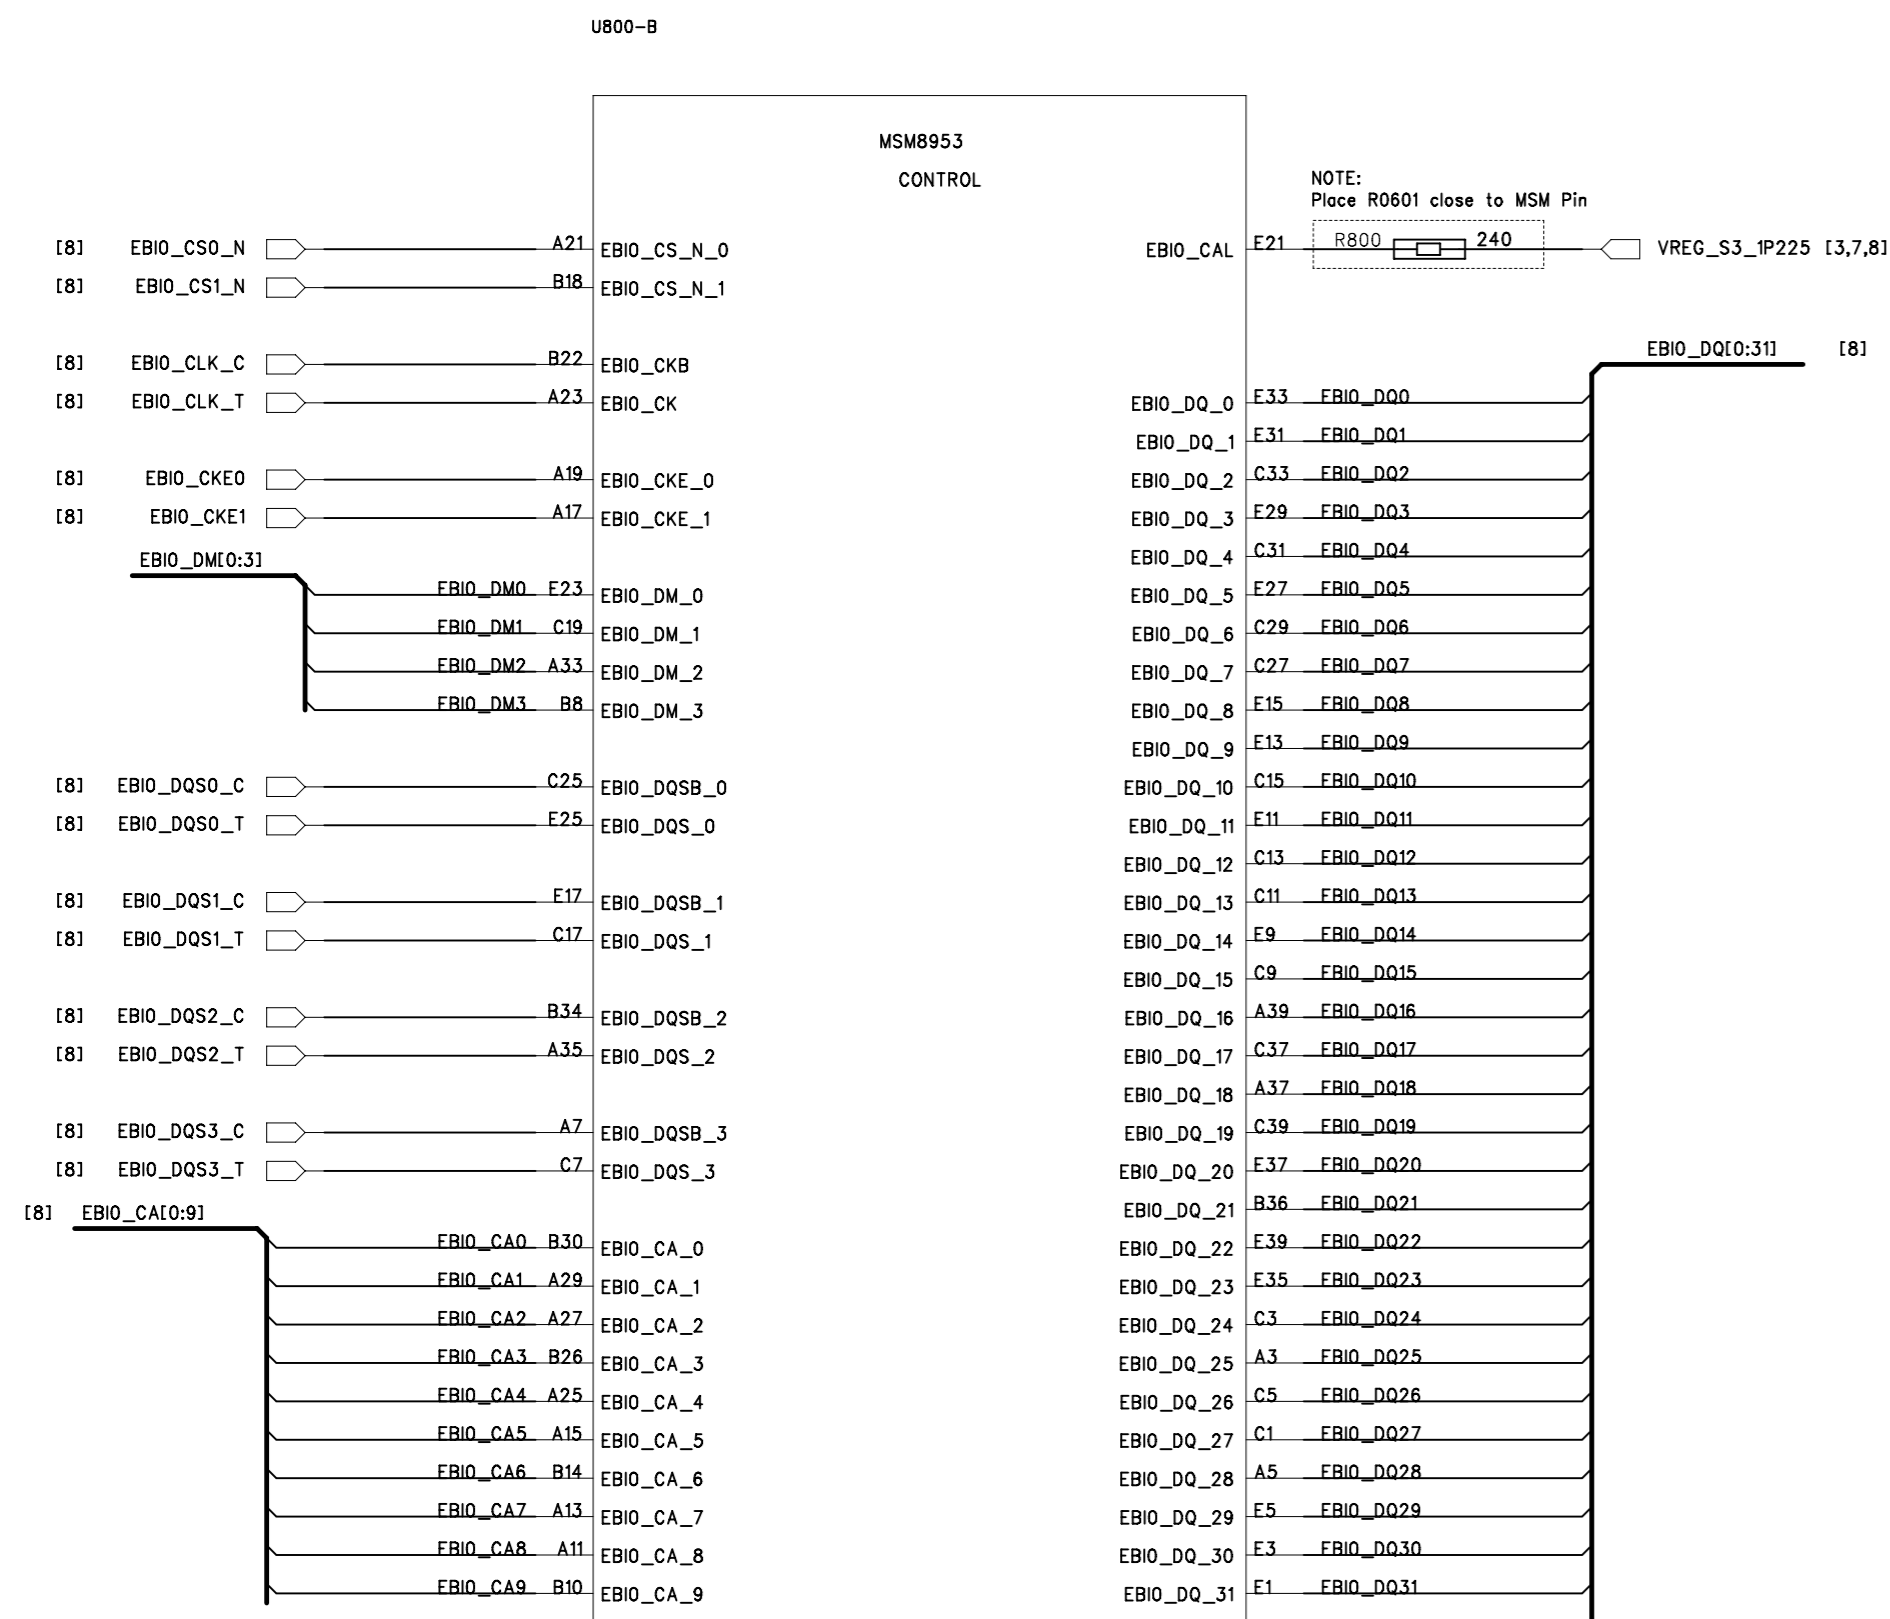 U800-B
MSM8953
CONTROL
NOTE:
Place R0601 close to MSM Pin
[8] EBI0_CS0_N A21 EBI0_CS_N_0
[8] EBI0_CS1_N B18 EBI0_CS_N_1
[8] EBI0_CLK_C B22 EBI0_CKB
[8] EBI0_CLK_T A23 EBI0_CK
[8] EBI0_CKE0 A19 EBI0_CKE_0
[8] EBI0_CKE1 A17 EBI0_CKE_1
EBI0_DM[0:3]
EBI0_DM0 E23 EBI0_DM_0
EBI0_DM1 C19 EBI0_DM_1
EBI0_DM2 A33 EBI0_DM_2
EBI0_DM3 B8 EBI0_DM_3
[8] EBI0_DQS0_C C25 EBI0_DQSB_0
[8] EBI0_DQS0_T E25 EBI0_DQS_0
[8] EBI0_DQS1_C E17 EBI0_DQSB_1
[8] EBI0_DQS1_T C17 EBI0_DQS_1
[8] EBI0_DQS2_C B34 EBI0_DQSB_2
[8] EBI0_DQS2_T A35 EBI0_DQS_2
[8] EBI0_DQS3_C A7 EBI0_DQSB_3
[8] EBI0_DQS3_T C7 EBI0_DQS_3
[8] EBI0_CA[0:9]
EBI0_CA0 B30 EBI0_CA_0
EBI0_CA1 A29 EBI0_CA_1
EBI0_CA2 A27 EBI0_CA_2
EBI0_CA3 B26 EBI0_CA_3
EBI0_CA4 A25 EBI0_CA_4
EBI0_CA5 A15 EBI0_CA_5
EBI0_CA6 B14 EBI0_CA_6
EBI0_CA7 A13 EBI0_CA_7
EBI0_CA8 A11 EBI0_CA_8
EBI0_CA9 B10 EBI0_CA_9
EBI0_CAL E21 R800 240 VREG_S3_1P225 [3,7,8]
EBI0_DQ[0:31] [8]
EBI0_DQ_0 E33 EBI0_DQ0
EBI0_DQ_1 E31 EBI0_DQ1
EBI0_DQ_2 C33 EBI0_DQ2
EBI0_DQ_3 E29 EBI0_DQ3
EBI0_DQ_4 C31 EBI0_DQ4
EBI0_DQ_5 E27 EBI0_DQ5
EBI0_DQ_6 C29 EBI0_DQ6
EBI0_DQ_7 C27 EBI0_DQ7
EBI0_DQ_8 E15 EBI0_DQ8
EBI0_DQ_9 E13 EBI0_DQ9
EBI0_DQ_10 C15 EBI0_DQ10
EBI0_DQ_11 E11 EBI0_DQ11
EBI0_DQ_12 C13 EBI0_DQ12
EBI0_DQ_13 C11 EBI0_DQ13
EBI0_DQ_14 E9 EBI0_DQ14
EBI0_DQ_15 C9 EBI0_DQ15
EBI0_DQ_16 A39 EBI0_DQ16
EBI0_DQ_17 C37 EBI0_DQ17
EBI0_DQ_18 A37 EBI0_DQ18
EBI0_DQ_19 C39 EBI0_DQ19
EBI0_DQ_20 E37 EBI0_DQ20
EBI0_DQ_21 B36 EBI0_DQ21
EBI0_DQ_22 E39 EBI0_DQ22
EBI0_DQ_23 E35 EBI0_DQ23
EBI0_DQ_24 C3 EBI0_DQ24
EBI0_DQ_25 A3 EBI0_DQ25
EBI0_DQ_26 C5 EBI0_DQ26
EBI0_DQ_27 C1 EBI0_DQ27
EBI0_DQ_28 A5 EBI0_DQ28
EBI0_DQ_29 E5 EBI0_DQ29
EBI0_DQ_30 E3 EBI0_DQ30
EBI0_DQ_31 E1 EBI0_DQ31